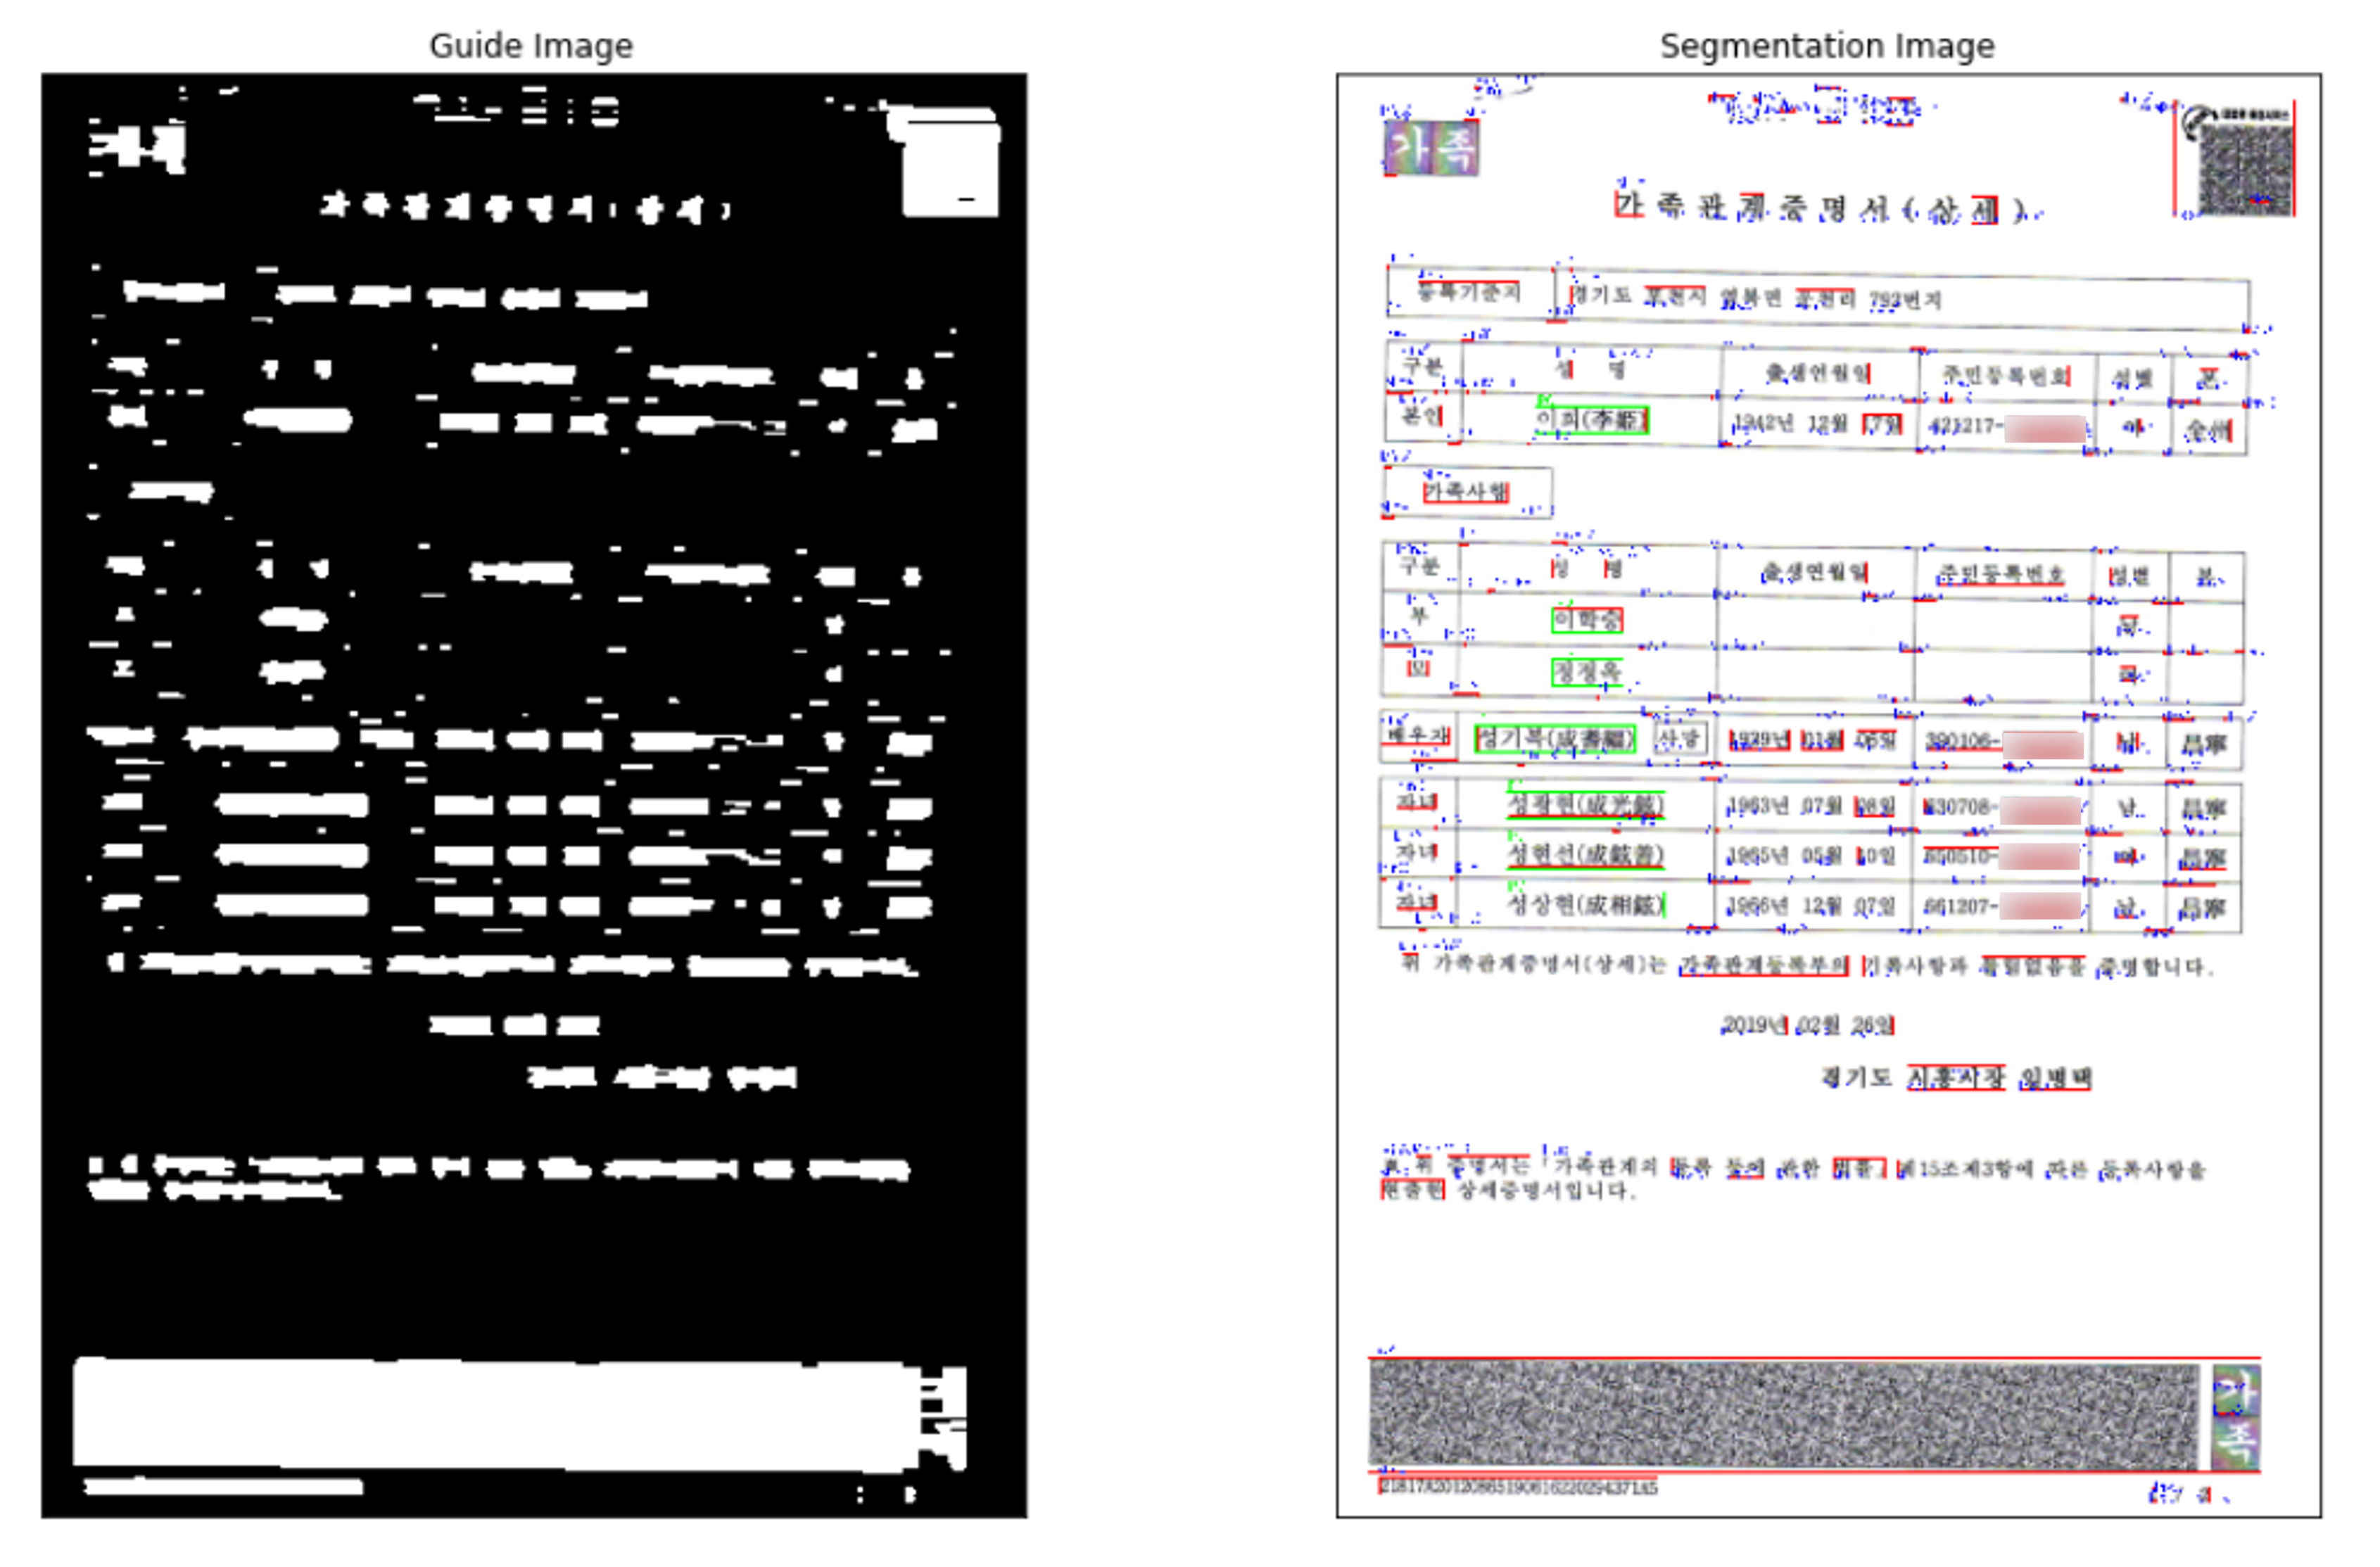 Guide Image
Segmentation Image
가족
가족관계증명서(상세)
등록기준지 경기도 포천시 영북면 운천리 792번지
구분 성 명 출생연월일 주민등록번호 성별 본
본인 이희(李姬) 1942년 12월 17일 421217- 여 全州
가족사항
구분 성 명 출생연월일 주민등록번호 성별 본
부 이학승 남
모 정정옥
배우자 성기복 사망 1939년 01월 06일 390106- 남 昌寧
자녀 성광현(成光鉉) 1963년 07월 08일 630708- 남 昌寧
자녀 성현선(成鉉善) 1965년 05월 10일 650510- 여 昌寧
자녀 성상현(成相鉉) 1966년 12월 07일 661207- 남 昌寧
위 가족관계증명서(상세)는 가족관계등록부의 기록사항과 틀림없음을 증명합니다.
2019년 02월 26일
경기도 시흥시장 임병택
※ 위 증명서는 「가족관계의 등록 등에 관한 법률」 제15조제3항에 따른 등록사항을
현출한 상세증명서입니다.
가족